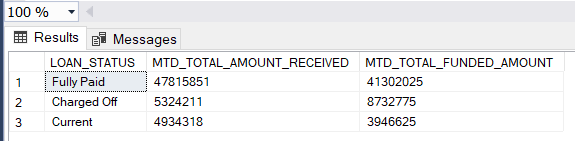 100 %
Results Messages
LOAN_STATUS MTD_TOTAL_AMOUNT_RECEIVED MTD_TOTAL_FUNDED_AMOUNT
1 Fully Paid 47815851 41302025
2 Charged Off 5324211 8732775
3 Current 4934318 3946625